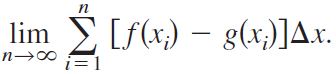 lim n→∞ n ∑ i=1 [f(xᵢ) − g(xᵢ)]Δx.